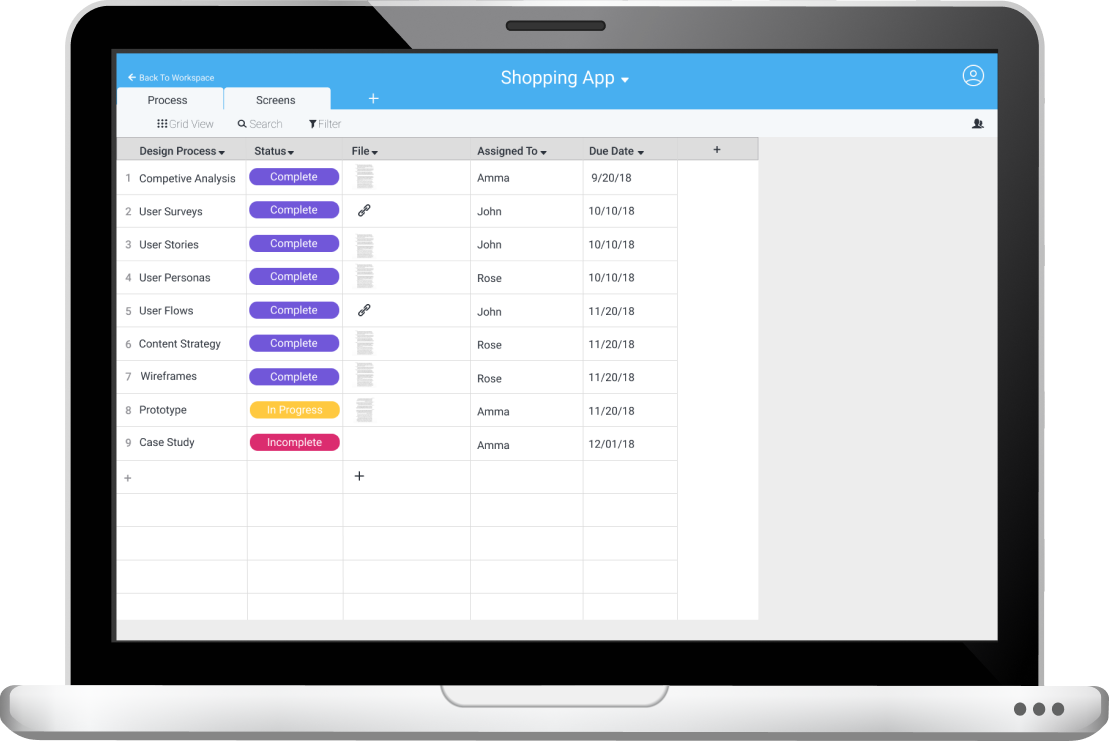 Back To Workspace
Shopping App
Process Screens +
Grid View Search Filter
Design Process Status File Assigned To Due Date +
1 Competive Analysis Complete Amma 9/20/18
2 User Surveys Complete John 10/10/18
3 User Stories Complete John 10/10/18
4 User Personas Complete Rose 10/10/18
5 User Flows Complete John 11/20/18
6 Content Strategy Complete Rose 11/20/18
7 Wireframes Complete Rose 11/20/18
8 Prototype In Progress Amma 11/20/18
9 Case Study Incomplete Amma 12/01/18
+ +